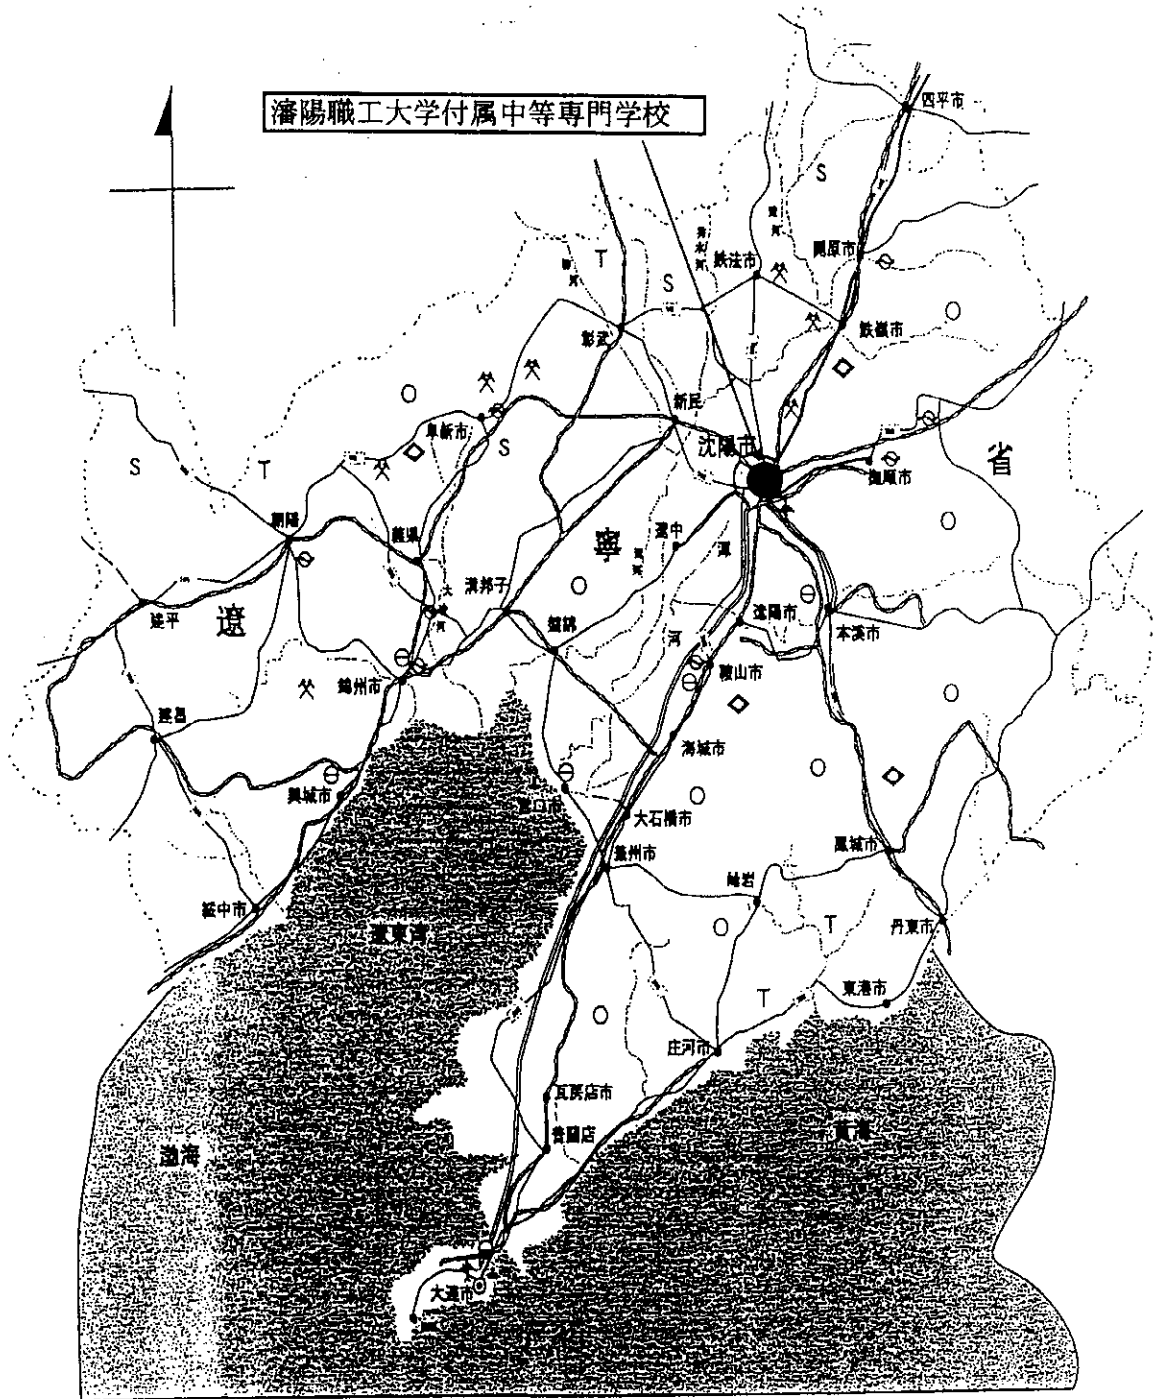 瀋陽職工大学付属中等専門学校
四平市
S
開原市
T
S
鉄法市
鉄嶺市
彰武
新民
阜新市
沈陽市
省
S
T
S
撫順市
朝陽
義県
寧
遼中
溝邦子
建平
遼
盤錦
沈陽市
本溪市
鞍山市
錦州市
建昌
海城市
興城市
営口市
大石橋市
蓋州市
鳳城市
岫岩
綏中市
T
丹東市
遼東湾
T
東港市
庄河市
瓦房店市
普蘭店
黄海
渤海
大連市